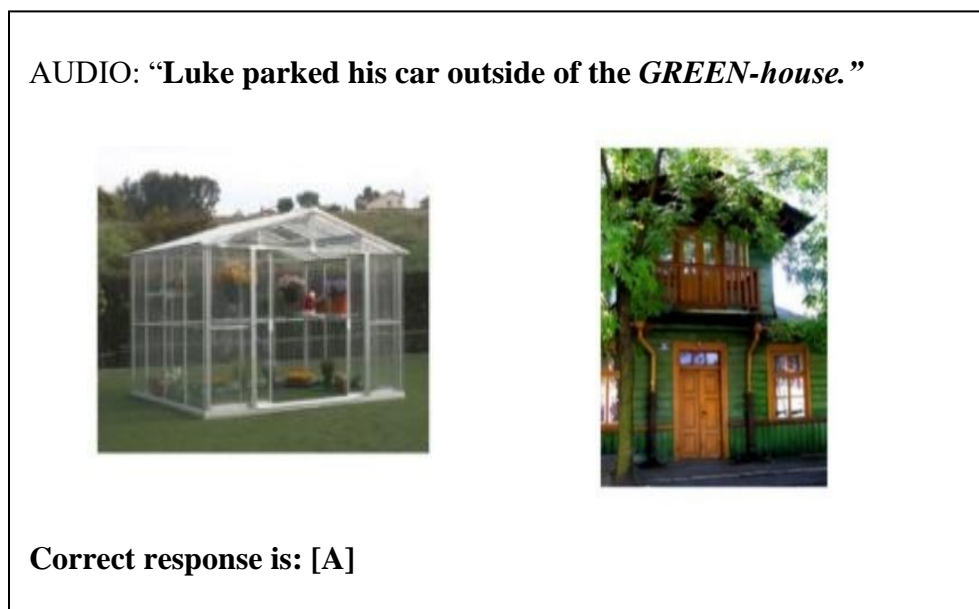 AUDIO: “Luke parked his car outside of the GREEN-house.”
Correct response is: [A]